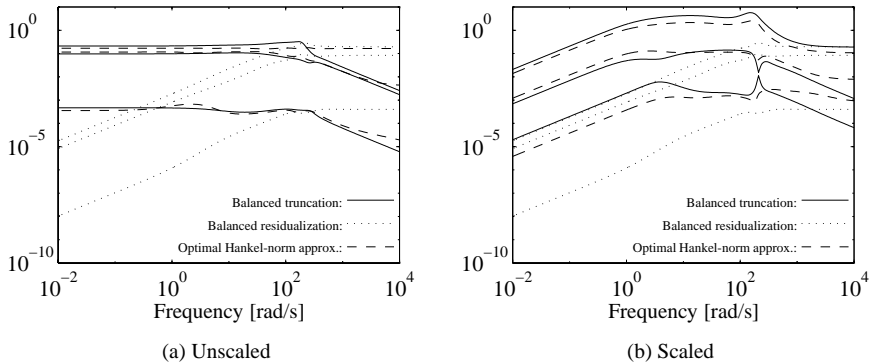 10^0
10^−5
10^−10
10^−2
10^0
10^2
10^4
Balanced truncation:
Balanced residualization:
Optimal Hankel-norm approx.:
Frequency [rad/s]
(a) Unscaled
10^0
10^−5
10^−10
10^−2
10^0
10^2
10^4
Balanced truncation:
Balanced residualization:
Optimal Hankel-norm approx.:
Frequency [rad/s]
(b) Scaled